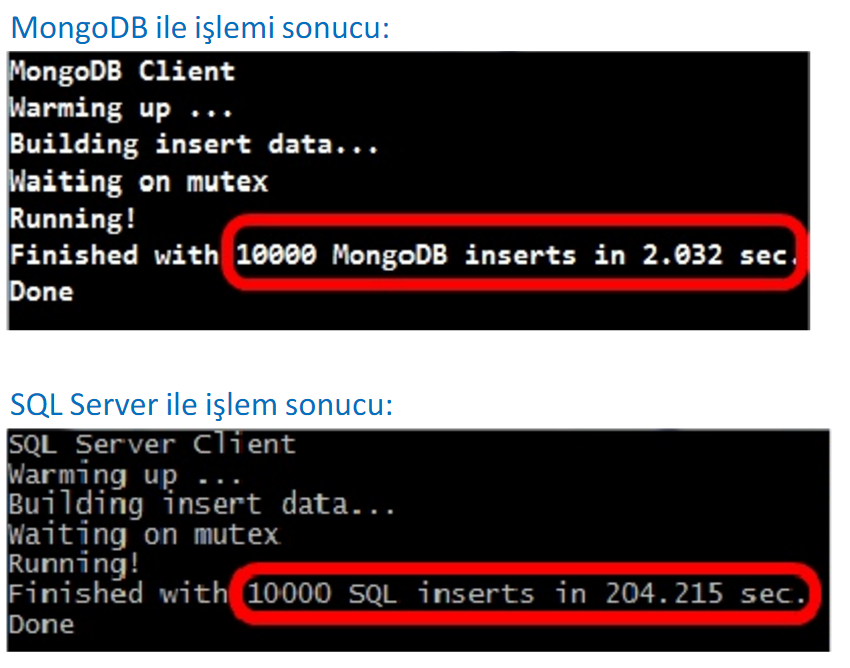 MongoDB ile işlemi sonucu:
MongoDB Client
Warming up ...
Building insert data...
Waiting on mutex
Running!
Finished with 10000 MongoDB inserts in 2.032 sec.
Done
SQL Server ile işlem sonucu:
SQL Server Client
Warming up ...
Building insert data...
Waiting on mutex
Running!
Finished with 10000 SQL inserts in 204.215 sec.
Done